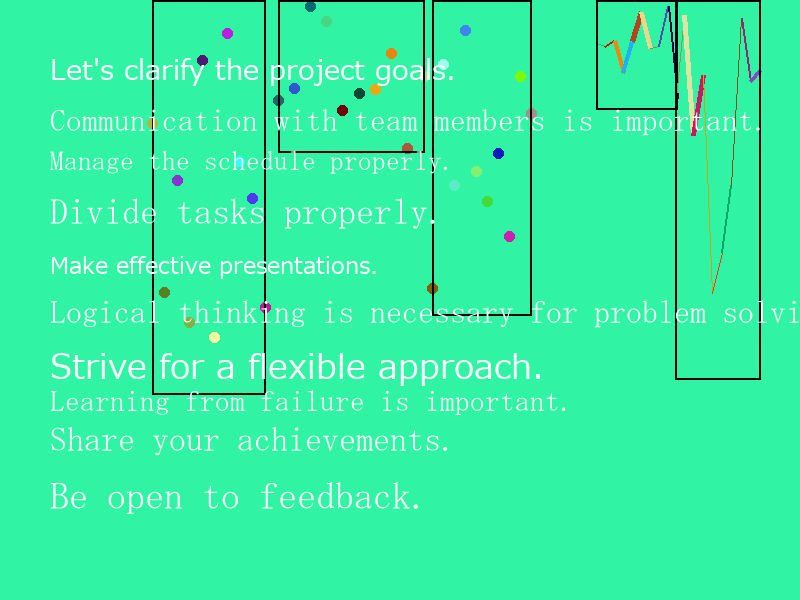 Let's clarify the project goals.
Communication with team members is important.
Manage the schedule properly.
Divide tasks properly.
Make effective presentations.
Logical thinking is necessary for problem solvi
Strive for a flexible approach.
Learning from failure is important.
Share your achievements.
Be open to feedback.